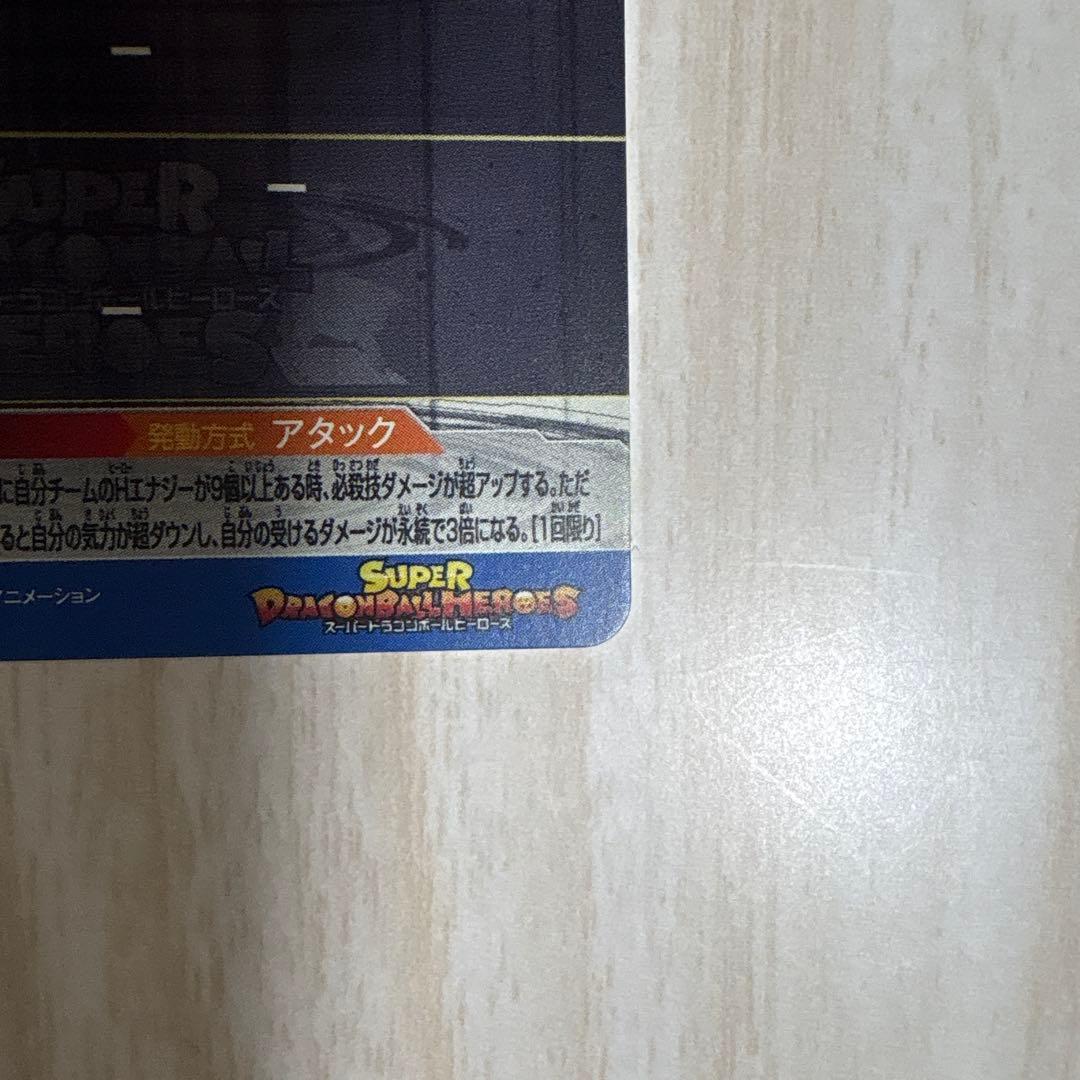 SUPER
ドラゴンボールヒーローズ
発動方式 アタック
に自分チームのHエナジーが9個以上ある時、必殺技ダメージが超アップする。ただ
ると自分の気力が超ダウンし、自分の受けるダメージが永続で3倍になる。[1回限り]
アニメーション
SUPER
DRAGONBALL HEROES
スーパードラゴンボールヒーローズ